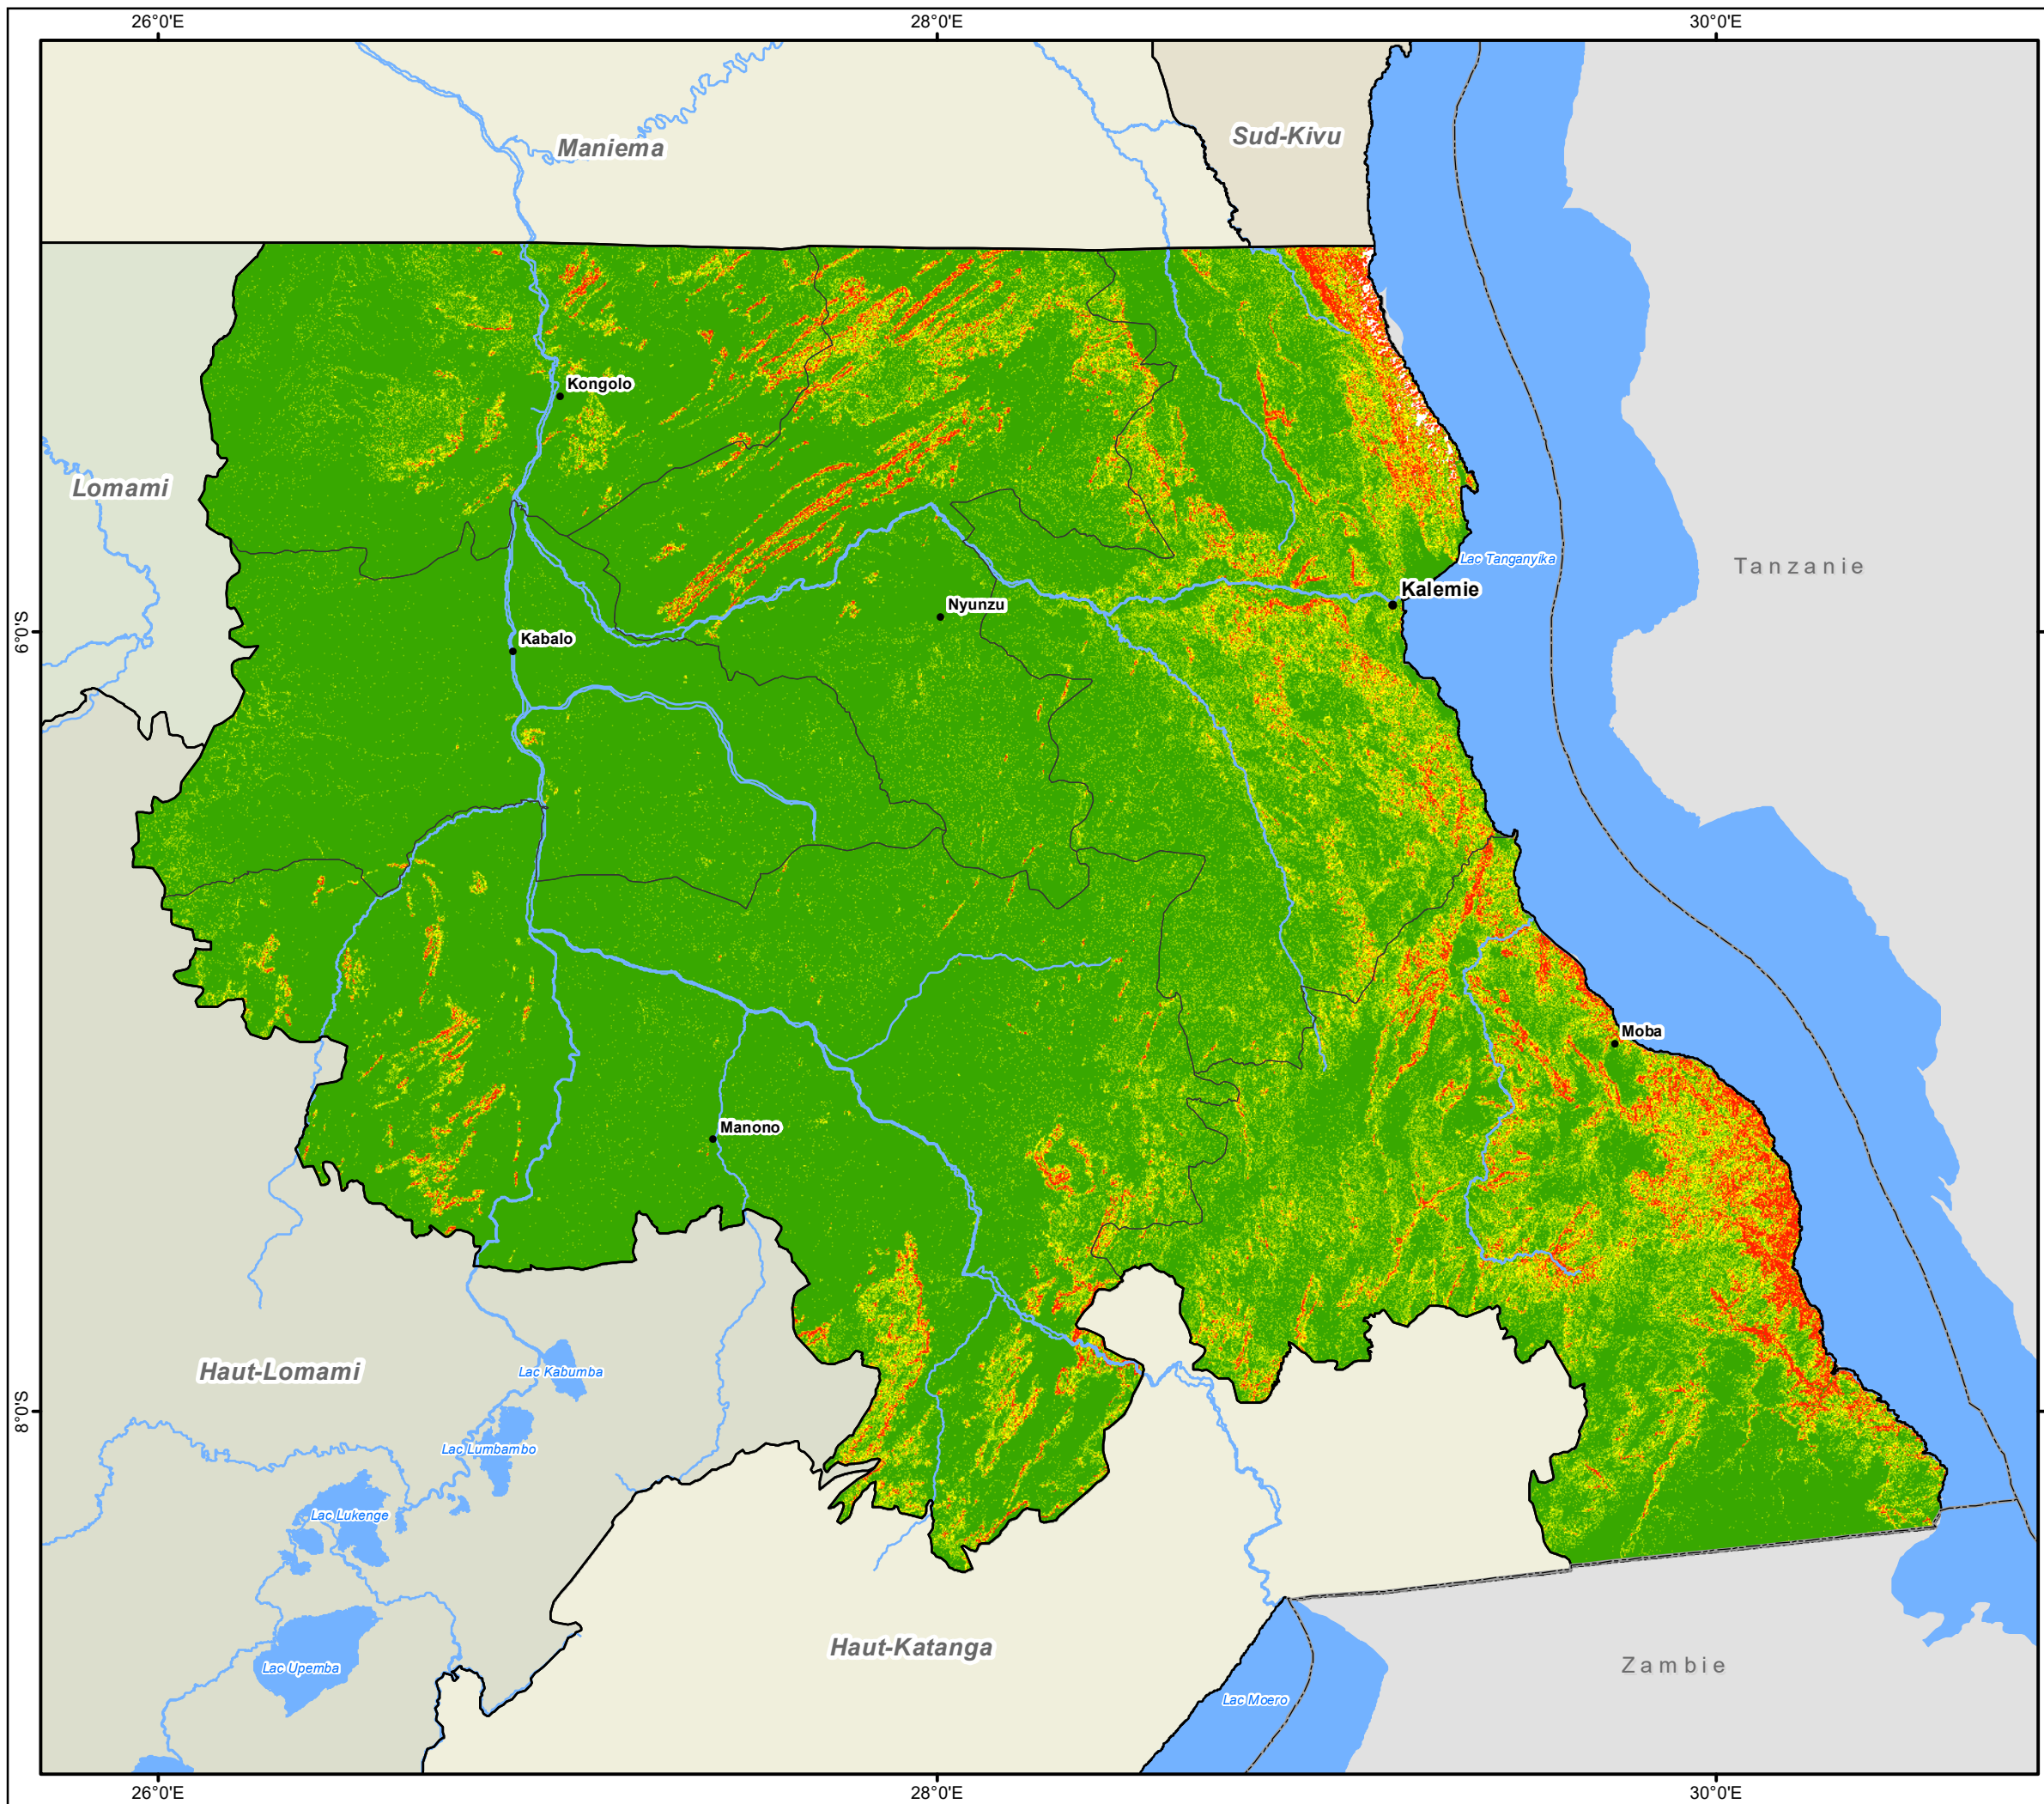 26°0'E
28°0'E
30°0'E
Maniema
Sud-Kivu
Kongolo
Lomami
Lac Tanganyika
Tanzanie
Kalemie
Nyunzu
6°0'S
6°0'S
Kabalo
Moba
Manono
Haut-Lomami
Lac Kabumba
8°0'S
Lac Lumbambo
Lac Lukenge
Haut-Katanga
Lac Upemba
Zambie
Lac Moero
26°0'E
28°0'E
30°0'E